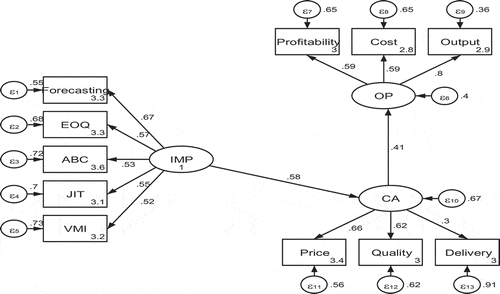 ε7 .65
ε8 .65
ε9 .36
Profitability 3
Cost 2.8
Output 2.9
.59
.59
.8
OP
ε6 .4
ε1 .55
Forecasting 3.3
ε2 .68
EOQ 3.3
ε3 .72
ABC 3.6
ε4 .7
JIT 3.1
ε5 .73
VMI 3.2
.67
.57
.53
.55
.52
IMP
1
.58
.41
CA
ε10 .67
.66
.62
.3
Price 3.4
Quality 3
Delivery 3
ε11 .56
ε12 .62
ε13 .91